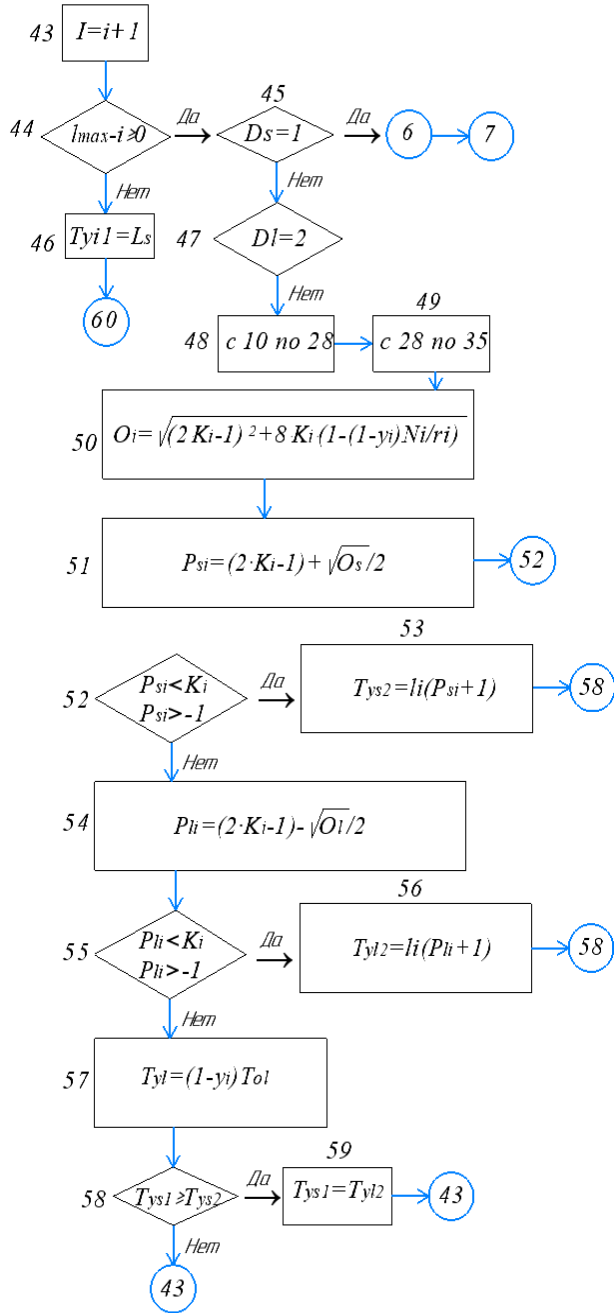 43
I=i+1
44
lmax-i≥0
Да
45
Ds=1
Да
6
7
Нет
Нет
46
Tyi1=Ls
47
Dl=2
Нет
60
48
с 10 по 28
49
с 28 по 35
50
Oi=√(2Ki-1)²+8·Ki·(1-(1-yi)Ni/ri)
51
Psi=(2·Ki-1)+√Os/2
52
52
Psi<Ki
Psi>-1
Да
53
Tys2=li(Psi+1)
58
Нет
54
Pli=(2·Ki-1)-√Ol/2
55
Pli<Ki
Pli>-1
Да
56
Tyl2=li(Pli+1)
58
Нет
57
Tyl=(1-yi)Tol
58
Tys1≥Tys2
Да
59
Tys1=Tyl2
43
Нет
43